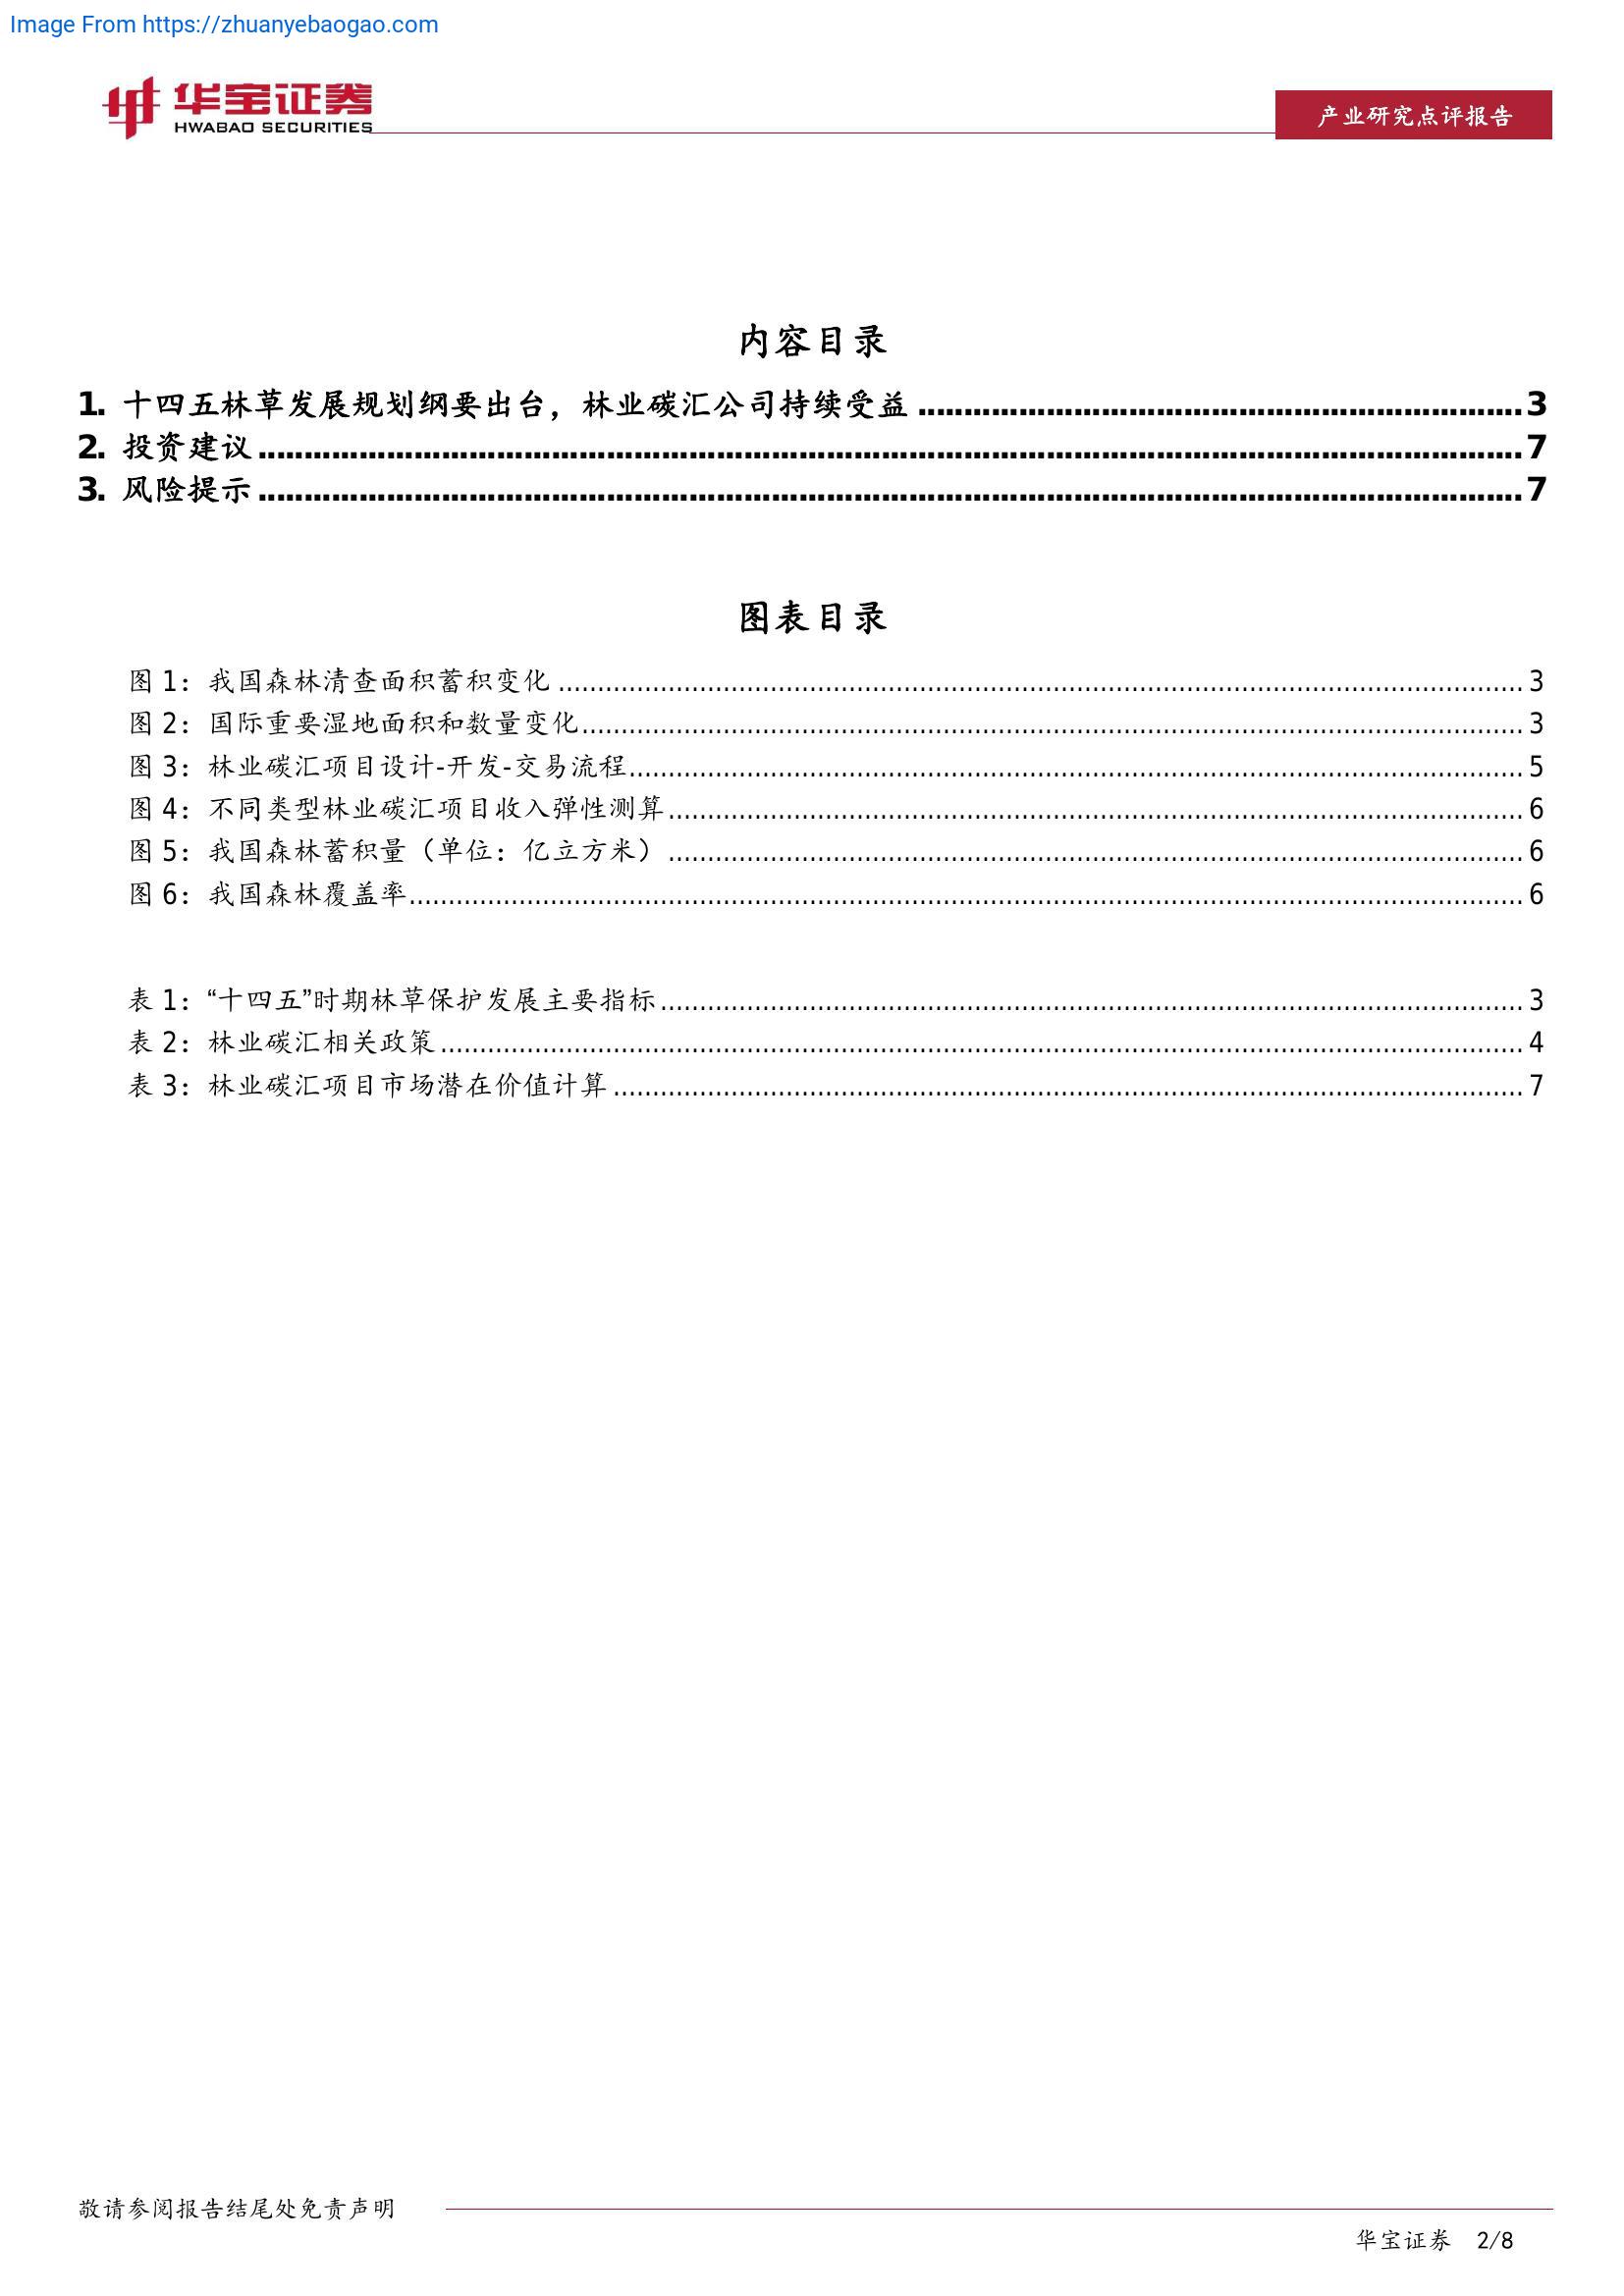 Image From https://zhuanyebaogao.com
华宝证券
HWABAO SECURITIES
产业研究点评报告
内容目录
1. 十四五林草发展规划纲要出台，林业碳汇公司持续受益 ........ 3
2. 投资建议 ........ 7
3. 风险提示 ........ 7
图表目录
图 1：我国森林清查面积蓄积变化 ........ 3
图 2：国际重要湿地面积和数量变化 ........ 3
图 3：林业碳汇项目设计-开发-交易流程 ........ 5
图 4：不同类型林业碳汇项目收入弹性测算 ........ 6
图 5：我国森林蓄积量（单位：亿立方米） ........ 6
图 6：我国森林覆盖率 ........ 6
表 1：“十四五”时期林草保护发展主要指标 ........ 3
表 2：林业碳汇相关政策 ........ 4
表 3：林业碳汇项目市场潜在价值计算 ........ 7
敬请参阅报告结尾处免责声明
华宝证券 2/8